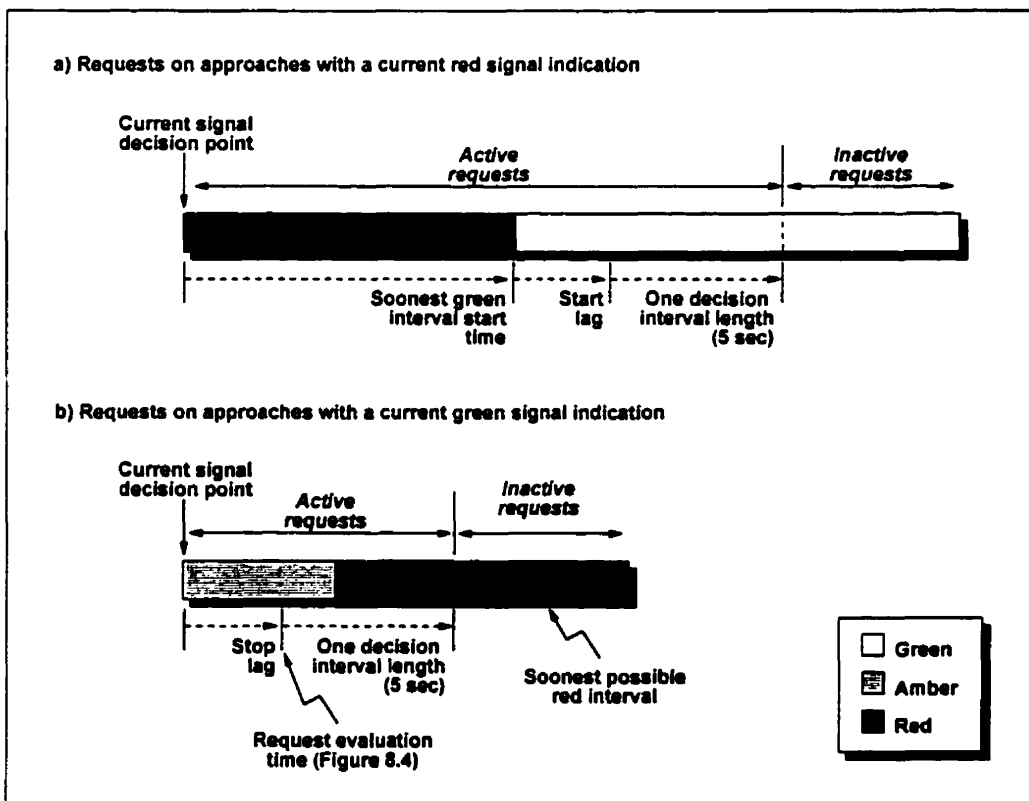 a) Requests on approaches with a current red signal indication
Current signal
decision point
Active
requests
Inactive
requests
Soonest green
interval start
time
Start
lag
One decision
interval length
(5 sec)
b) Requests on approaches with a current green signal indication
Current signal
decision point
Active
requests
Inactive
requests
Stop
lag
One decision
interval length
(5 sec)
Soonest possible
red interval
Request evaluation
time (Figure 8.4)
Green
Amber
Red